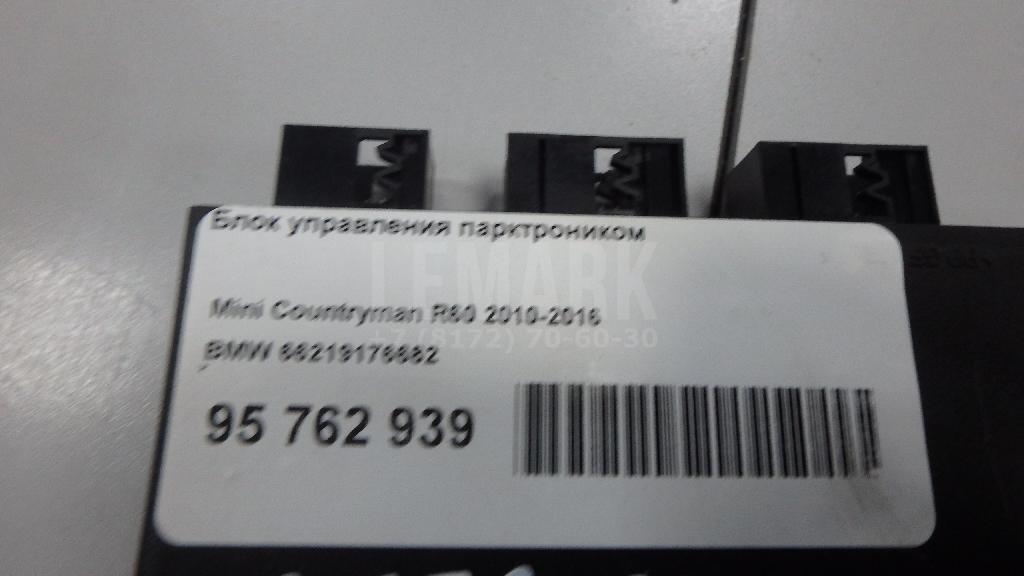 Блок управления парктроником
LEMARK
Mini Countryman R60 2010-2016
+7 (8172) 70-60-30
BMW 66219176682
95 762 939